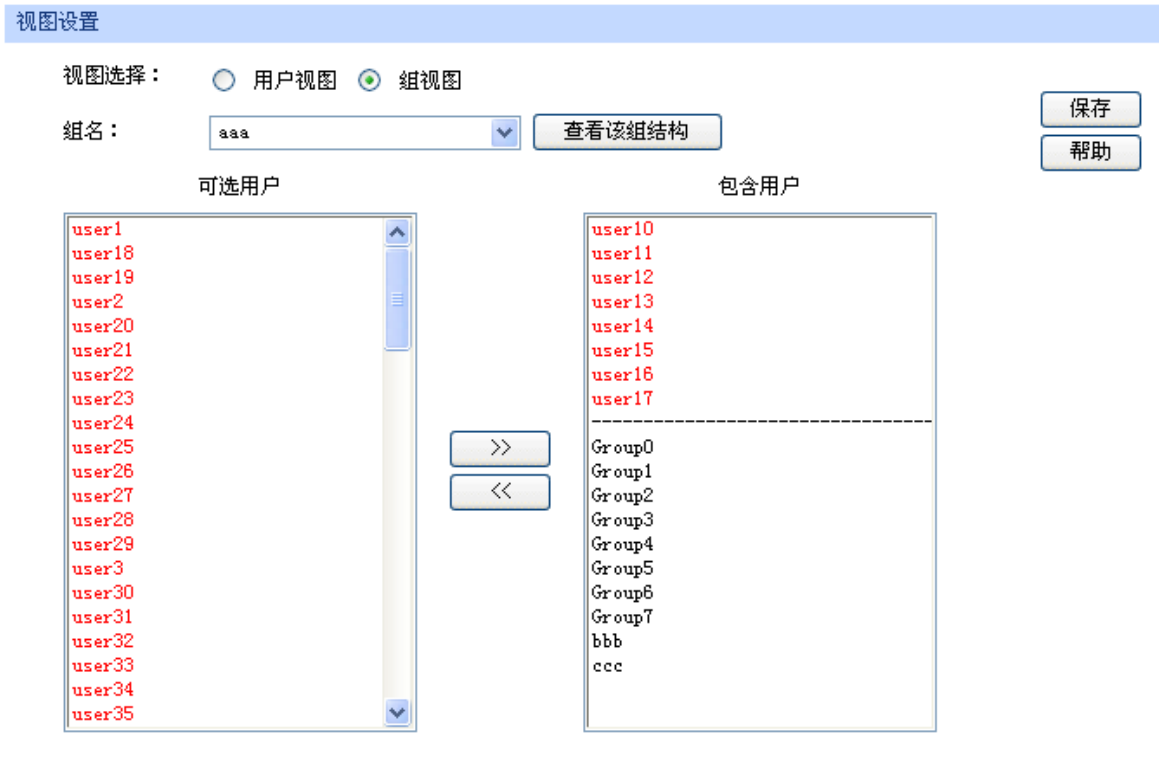 视图设置
视图选择： 用户视图 组视图
组名： aaa 查看该组结构
保存
帮助
可选用户
user1
user18
user19
user2
user20
user21
user22
user23
user24
user25
user26
user27
user28
user29
user3
user30
user31
user32
user33
user34
user35
>>
<<
包含用户
user10
user11
user12
user13
user14
user15
user16
user17
---------------------------------
Group0
Group1
Group2
Group3
Group4
Group5
Group6
Group7
bbb
ccc